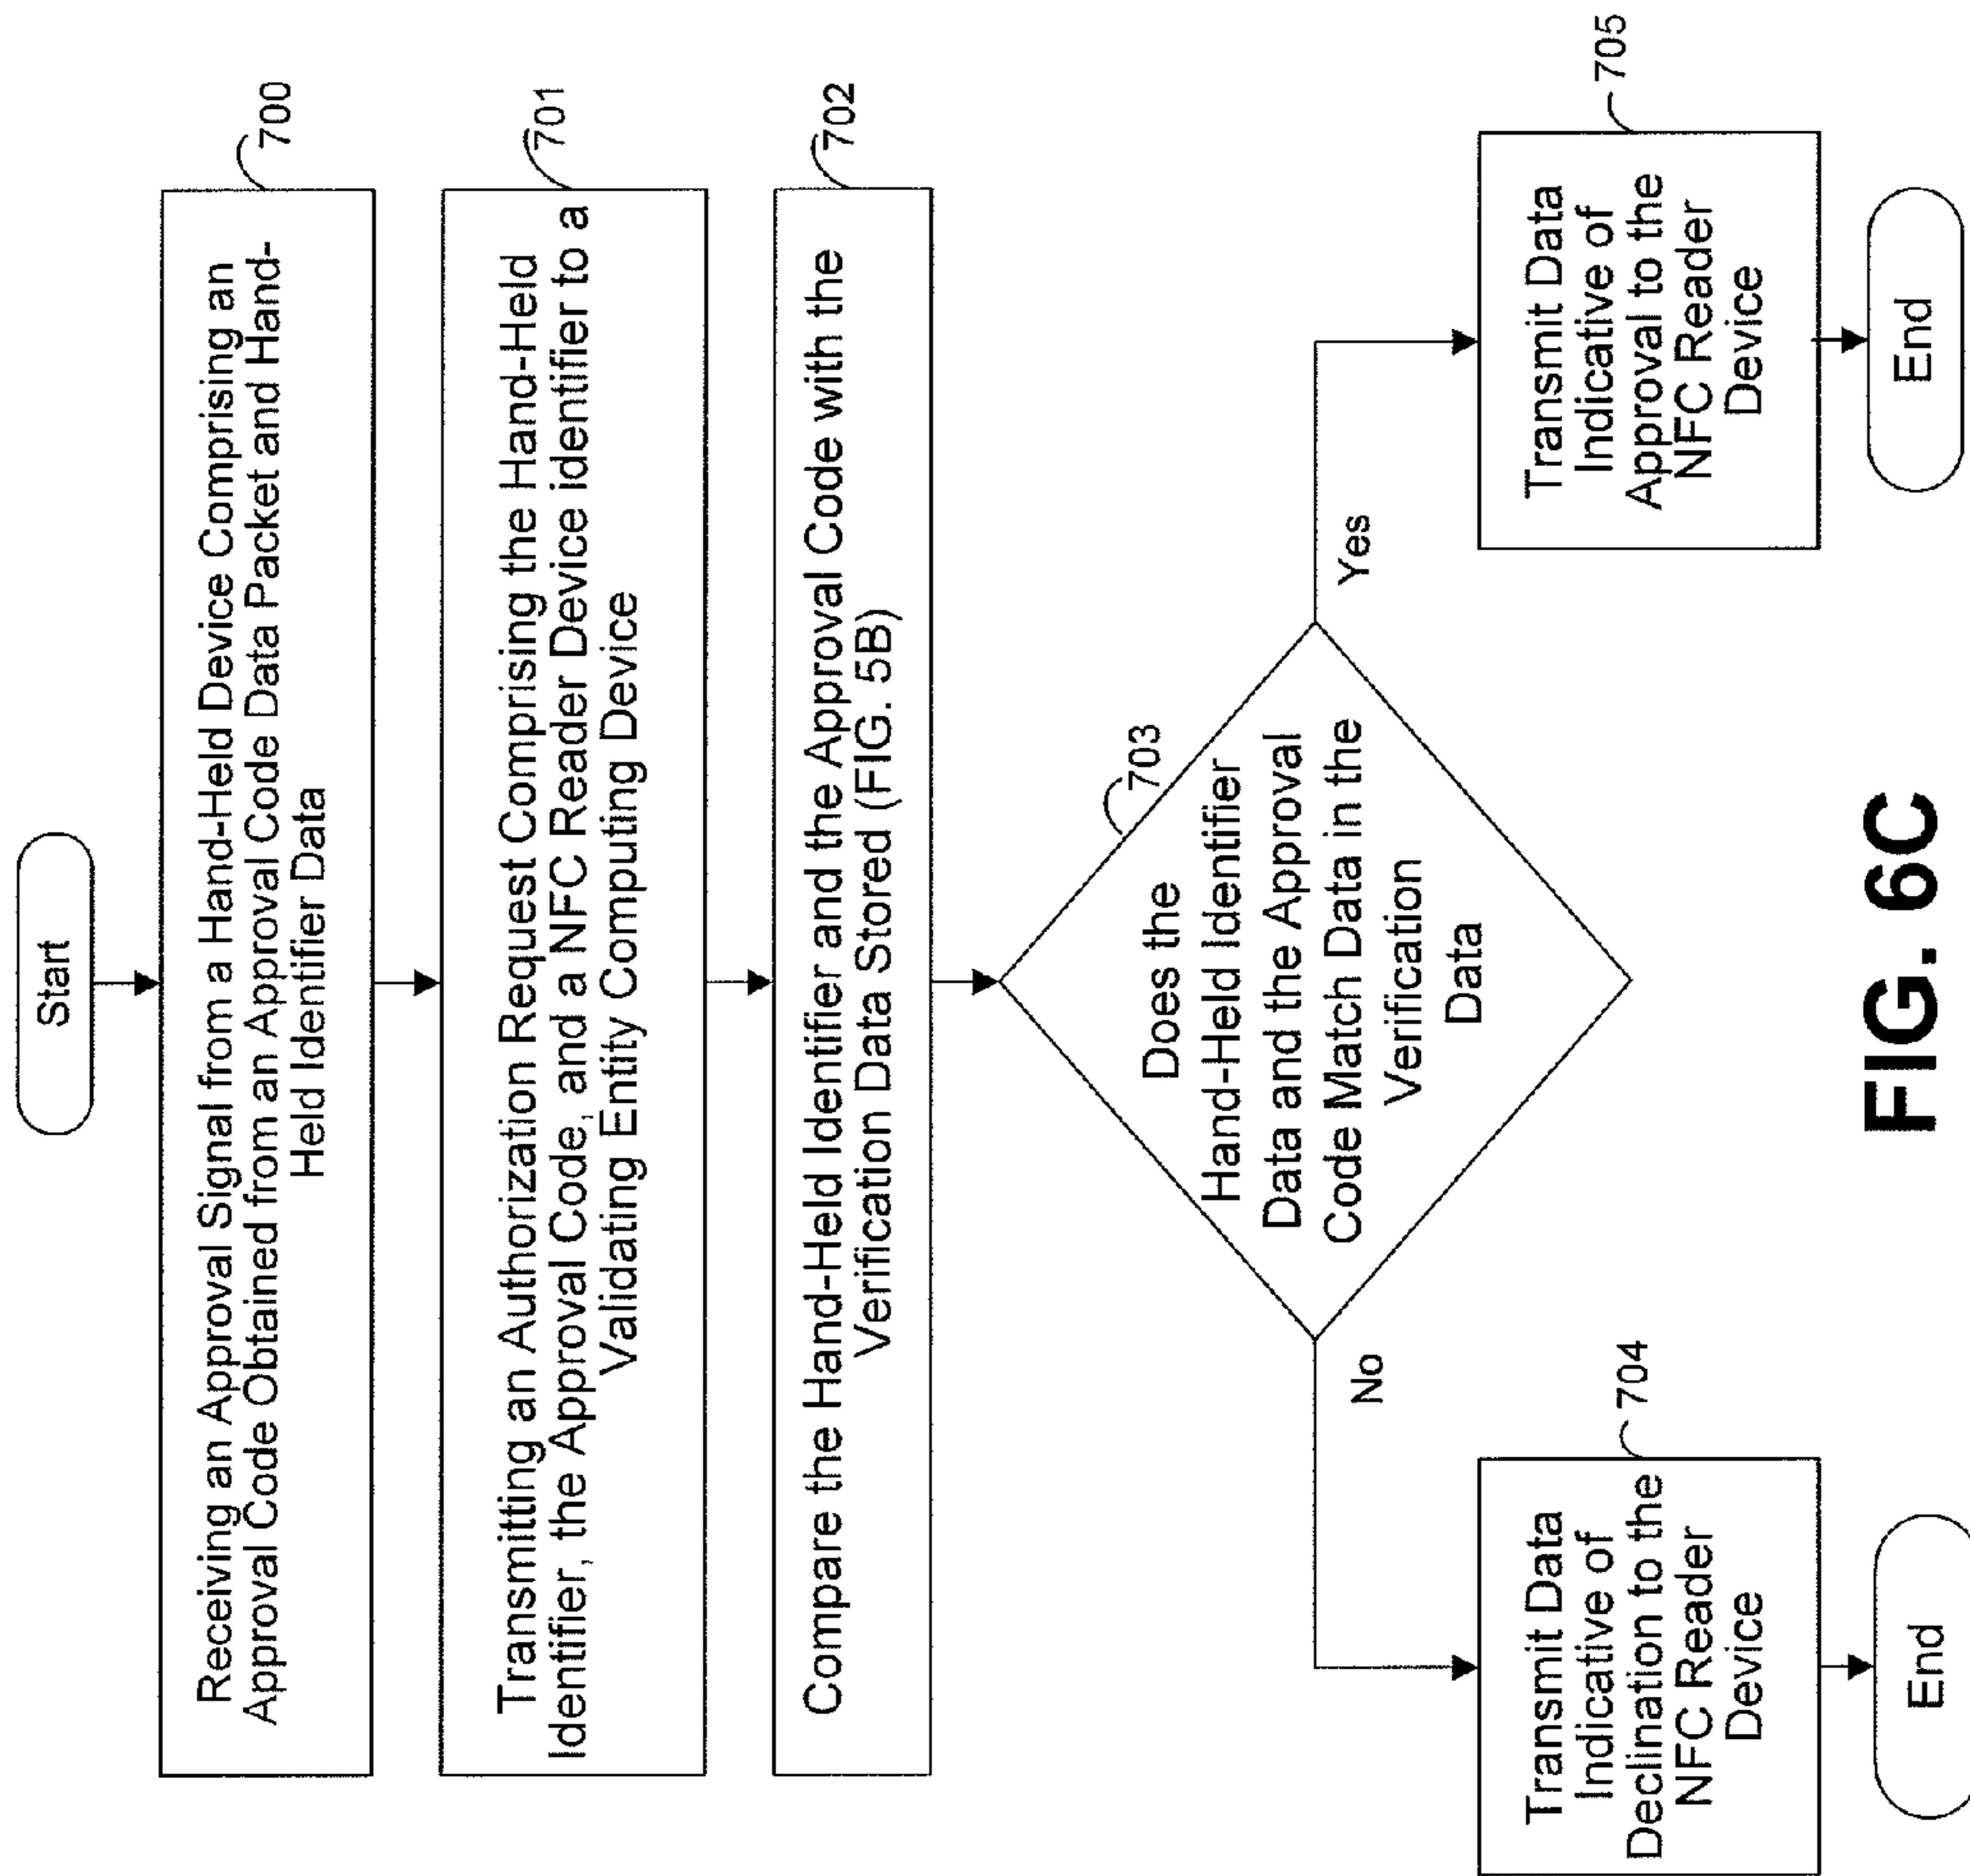 Start
700
Receiving an Approval Signal from a Hand-Held Device Comprising an
Approval Code Obtained from an Approval Code Data Packet and Hand-
Held Identifier Data
701
Transmitting an Authorization Request Comprising the Hand-Held
Identifier, the Approval Code, and a NFC Reader Device identifier to a
Validating Entity Computing Device
702
Compare the Hand-Held Identifier and the Approval Code with the
Verification Data Stored (FIG. 5B)
703
Does the
Hand-Held Identifier
Data and the Approval
Code Match Data in the
Verification
Data
No
Yes
704
Transmit Data
Indicative of
Declination to the
NFC Reader
Device
End
705
Transmit Data
Indicative of
Approval to the
NFC Reader
Device
End
FIG. 6C